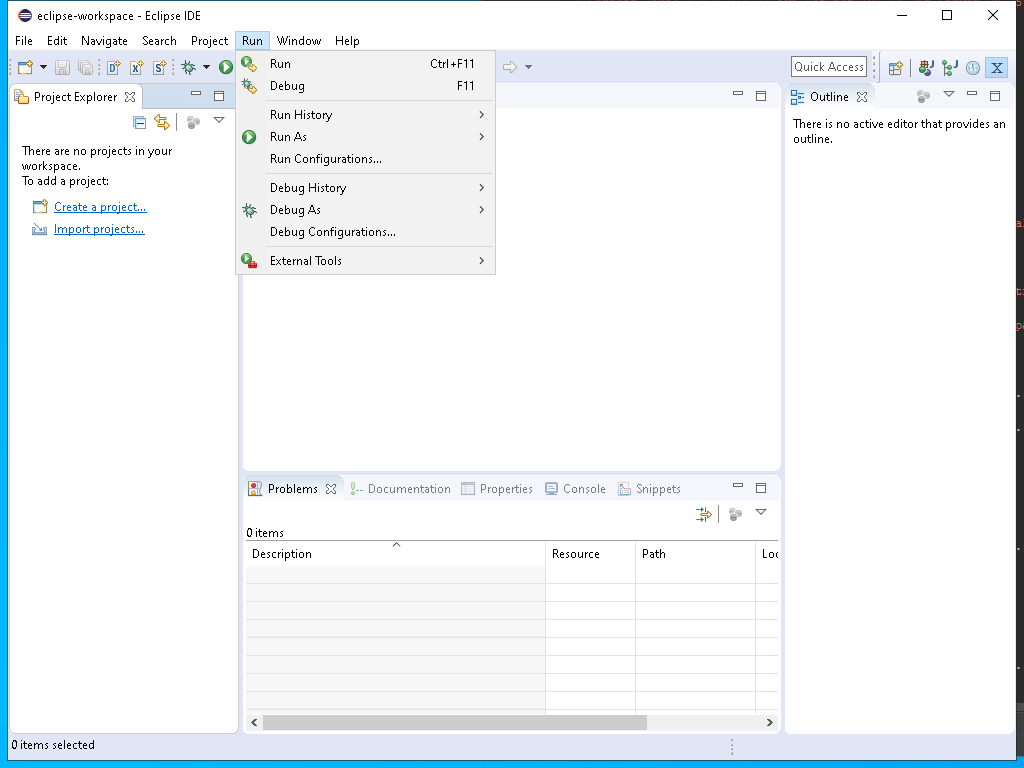 eclipse-workspace - Eclipse IDE
File Edit Navigate Search Project Run Window Help
Quick Access
Project Explorer
There are no projects in your
workspace.
To add a project:
Create a project...
Import projects...
Run Ctrl+F11
Debug F11
Run History
Run As
Run Configurations...
Debug History
Debug As
Debug Configurations...
External Tools
Outline
There is no active editor that provides an
outline.
Problems Documentation Properties Console Snippets
0 items
Description Resource Path Loc
0 items selected